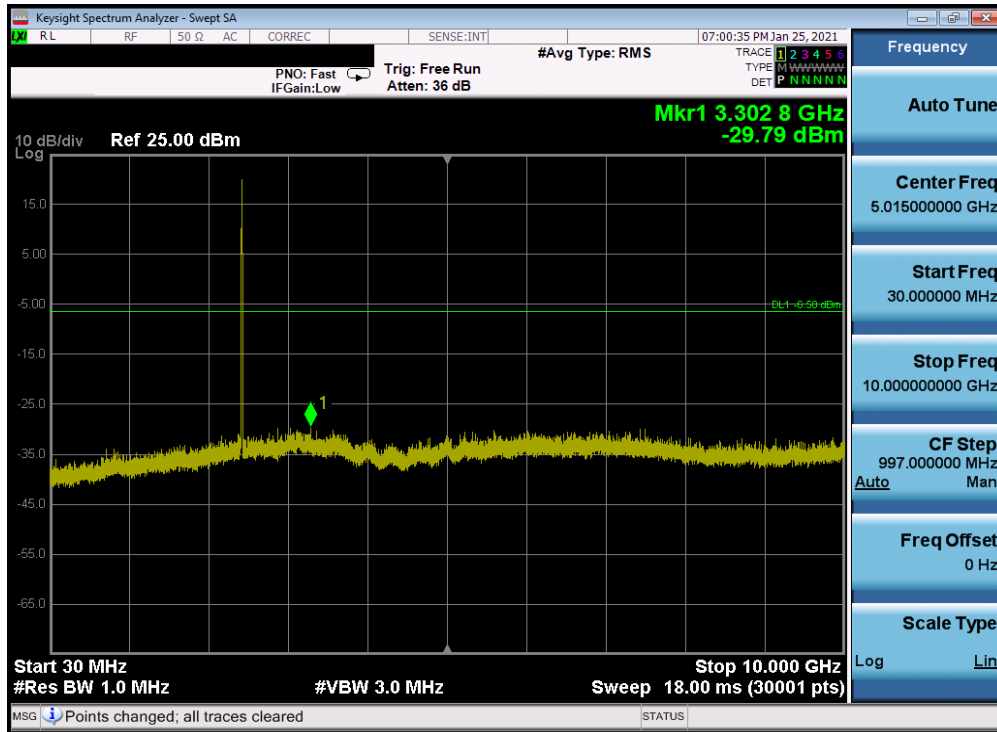 Keysight Spectrum Analyzer - Swept SA
LXI RL RF 50 Ω AC CORREC SENSE:INT 07:00:35 PM Jan 25, 2021
PNO: Fast
IFGain:Low
Trig: Free Run
Atten: 36 dB
#Avg Type: RMS
TRACE 1 2 3 4 5 6
TYPE M WWWWW
DET P N N N N N
Mkr1 3.302 8 GHz
-29.79 dBm
10 dB/div
Log
Ref 25.00 dBm
15.0
5.00
-5.00
DL1 -6.50 dBm
-15.0
-25.0
1
-35.0
-45.0
-55.0
-65.0
Start 30 MHz
Stop 10.000 GHz
#Res BW 1.0 MHz
#VBW 3.0 MHz
Sweep 18.00 ms (30001 pts)
MSG Points changed; all traces cleared
STATUS
Frequency
Auto Tune
Center Freq
5.015000000 GHz
Start Freq
30.000000 MHz
Stop Freq
10.000000000 GHz
CF Step
997.000000 MHz
Auto Man
Freq Offset
0 Hz
Scale Type
Log Lin